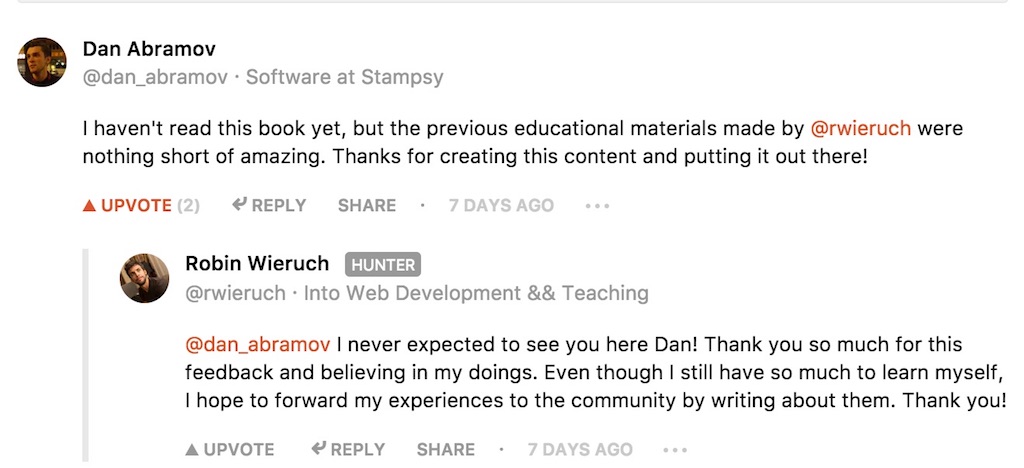 Dan Abramov
@dan_abramov · Software at Stampsy
I haven't read this book yet, but the previous educational materials made by @rwieruch were
nothing short of amazing. Thanks for creating this content and putting it out there!
UPVOTE (2) REPLY SHARE · 7 DAYS AGO
Robin Wieruch HUNTER
@rwieruch · Into Web Development && Teaching
@dan_abramov I never expected to see you here Dan! Thank you so much for this
feedback and believing in my doings. Even though I still have so much to learn myself,
I hope to forward my experiences to the community by writing about them. Thank you!
UPVOTE REPLY SHARE · 7 DAYS AGO